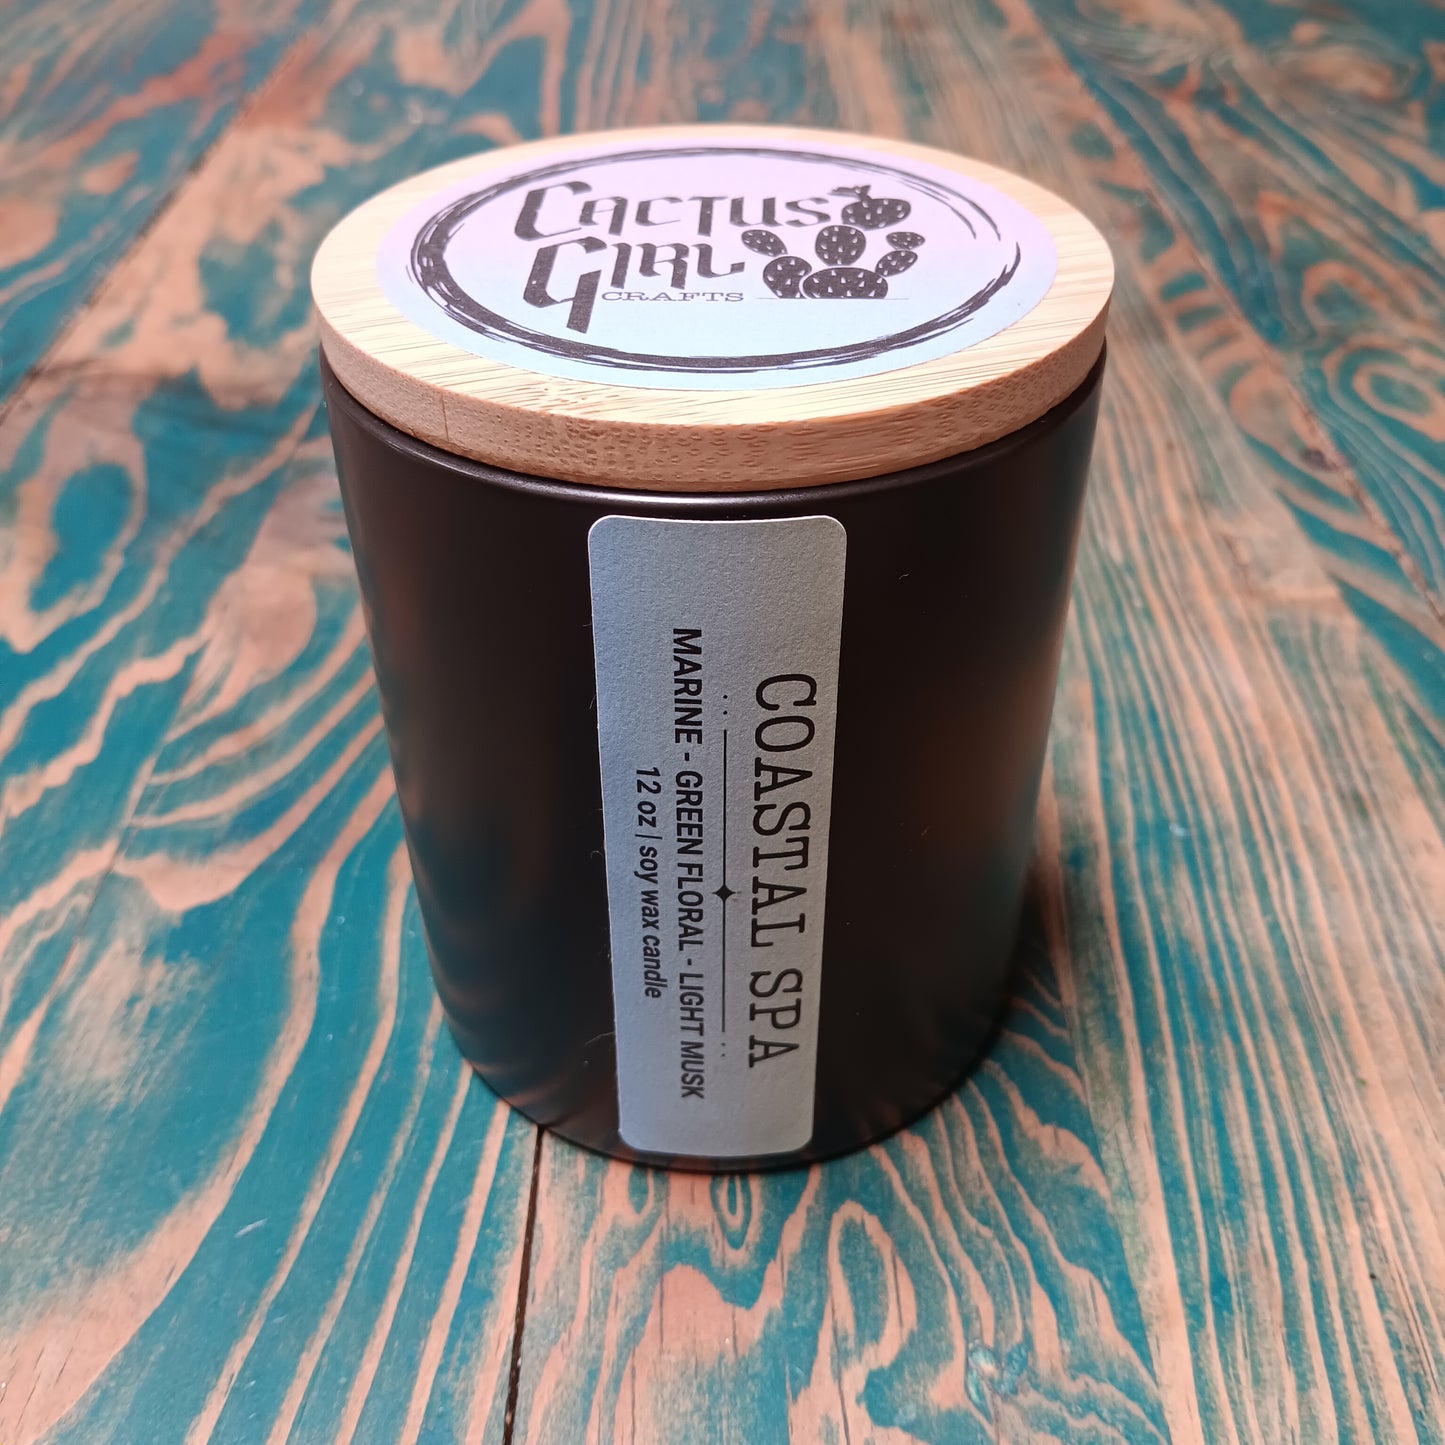 CACTUS
GIRL
CRAFTS
COASTAL SPA
MARINE - GREEN FLORAL - LIGHT MUSK
12 oz | soy wax candle